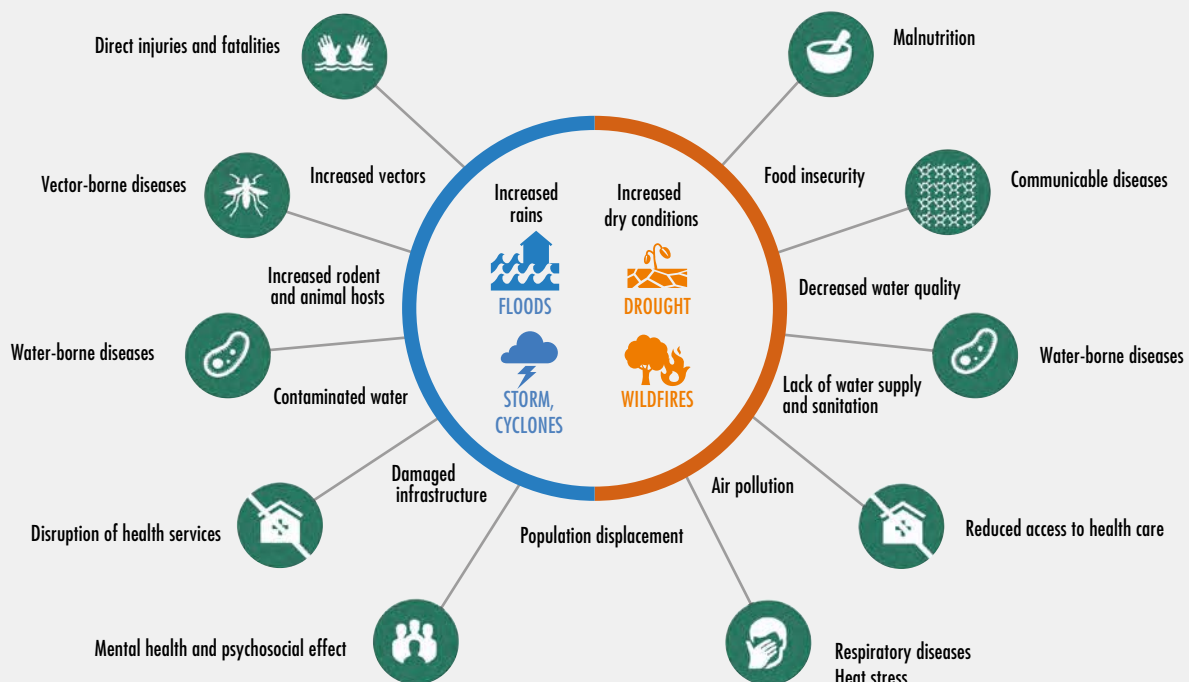 Direct injuries and fatalities
Malnutrition
Vector-borne diseases
Increased vectors
Food insecurity
Communicable diseases
Increased
rains
Increased
dry conditions
Increased rodent
and animal hosts
FLOODS
DROUGHT
Decreased water quality
Water-borne diseases
Contaminated water
STORM,
CYCLONES
WILDFIRES
Lack of water supply
and sanitation
Water-borne diseases
Damaged
infrastructure
Air pollution
Disruption of health services
Population displacement
Reduced access to health care
Mental health and psychosocial effect
Respiratory diseases
Heat stress